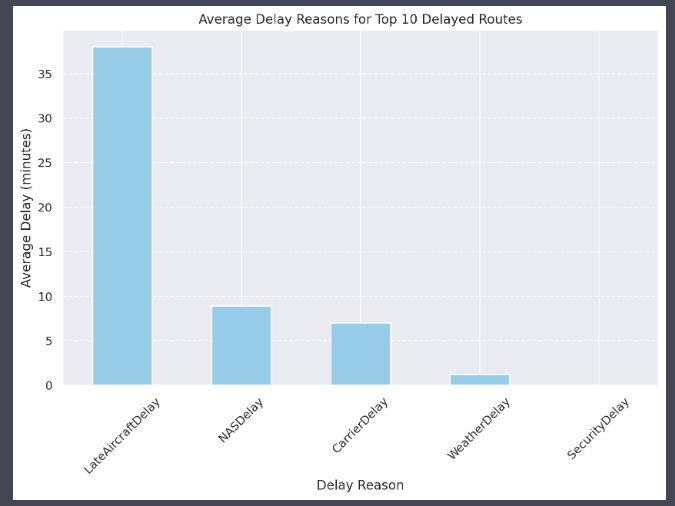 Average Delay Reasons for Top 10 Delayed Routes
Average Delay (minutes)
35
30
25
20
15
10
5
0
LateAircraftDelay
NASDelay
CarrierDelay
WeatherDelay
SecurityDelay
Delay Reason